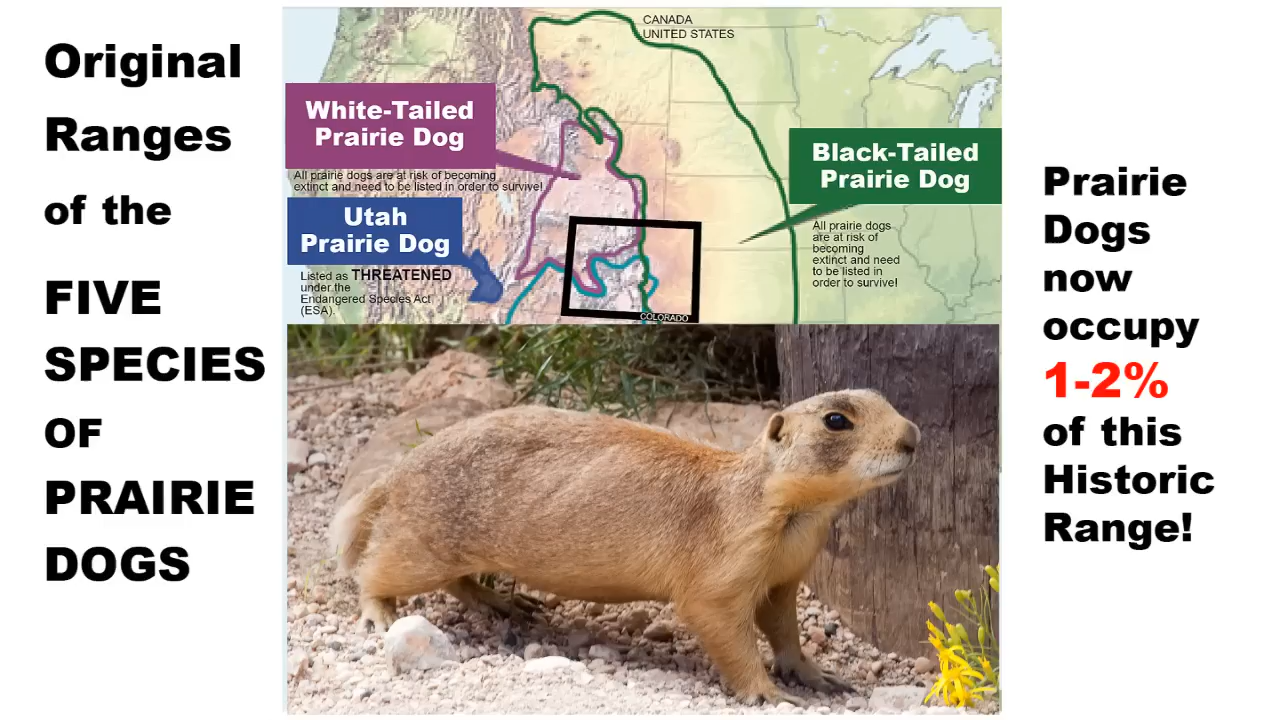 Original
Ranges
of the
FIVE
SPECIES
OF
PRAIRIE
DOGS
CANADA
UNITED STATES
White-Tailed
Prairie Dog
All prairie dogs are at risk of becoming
extinct and need to be listed in order to survive!
Utah
Prairie Dog
Listed as THREATENED
under the
Endangered Species Act
(ESA).
Black-Tailed
Prairie Dog
All prairie dogs
are at risk of
becoming
extinct and need
to be listed in
order to survive!
COLORADO
Prairie
Dogs
now
occupy
1-2%
of this
Historic
Range!